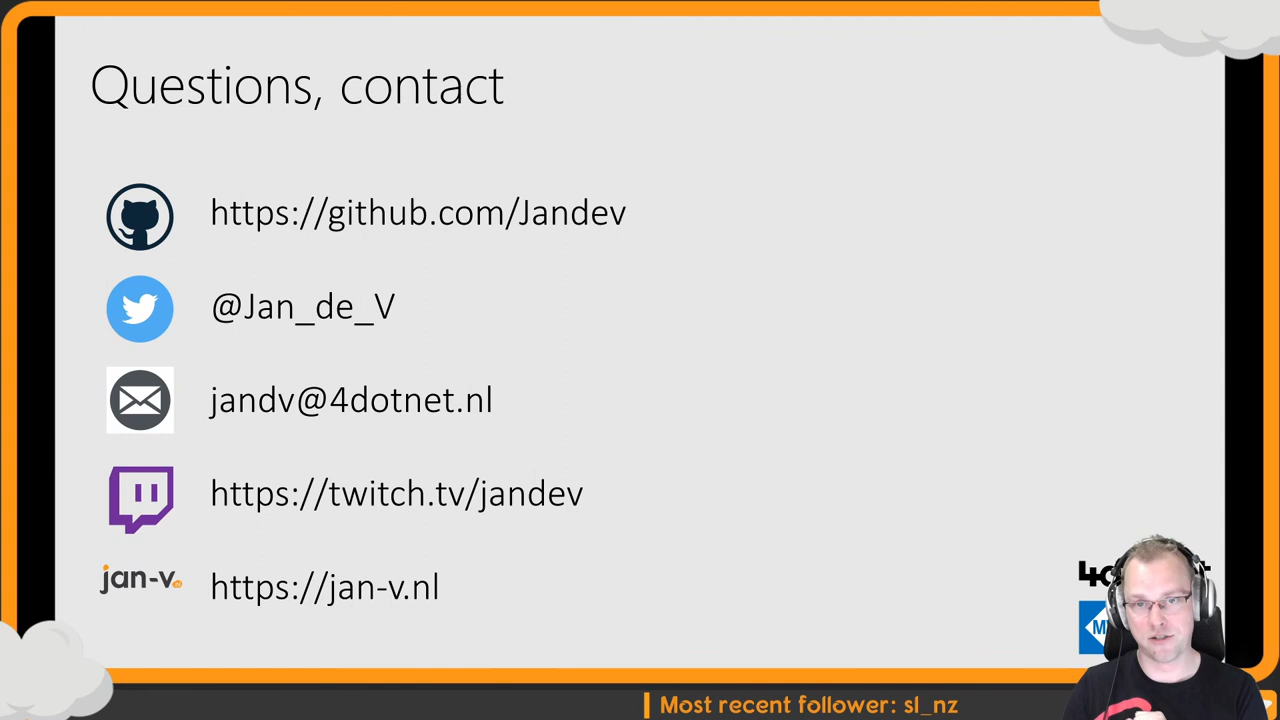 Questions, contact
https://github.com/Jandev
@Jan_de_V
jandv@4dotnet.nl
https://twitch.tv/jandev
jan-v.nl
https://jan-v.nl
Most recent follower: sl_nz